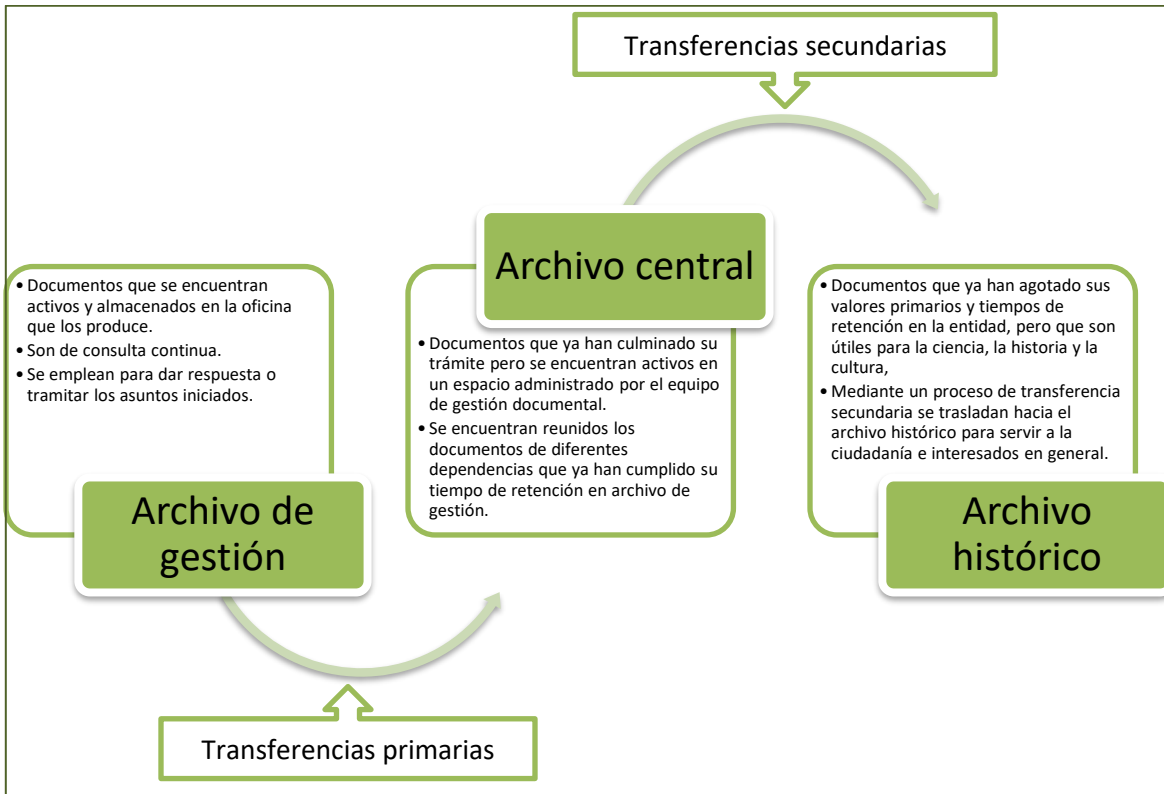 Transferencias secundarias
• Documentos que se encuentran
activos y almacenados en la oficina
que los produce.
• Son de consulta continua.
• Se emplean para dar respuesta o
tramitar los asuntos iniciados.
Archivo de
gestión
Archivo central
• Documentos que ya han culminado su
trámite pero se encuentran activos en
un espacio administrado por el equipo
de gestión documental.
• Se encuentran reunidos los
documentos de diferentes
dependencias que ya han cumplido su
tiempo de retención en archivo de
gestión.
• Documentos que ya han agotado sus
valores primarios y tiempos de
retención en la entidad, pero que son
útiles para la ciencia, la historia y la
cultura,
• Mediante un proceso de transferencia
secundaria se trasladan hacia el
archivo histórico para servir a la
ciudadanía e interesados en general.
Archivo
histórico
Transferencias primarias